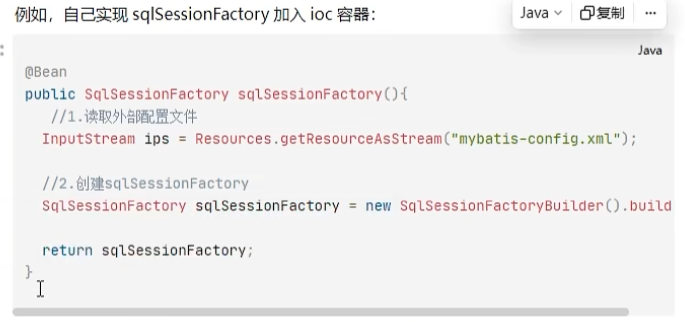 例如，自己实现 sqlSessionFactory 加入 ioc 容器：
Java
复制
...
Java
@Bean
public SqlSessionFactory sqlSessionFactory(){
//1.读取外部配置文件
InputStream ips = Resources.getResourceAsStream("mybatis-config.xml");
//2.创建sqlSessionFactory
SqlSessionFactory sqlSessionFactory = new SqlSessionFactoryBuilder().build
return sqlSessionFactory;
}